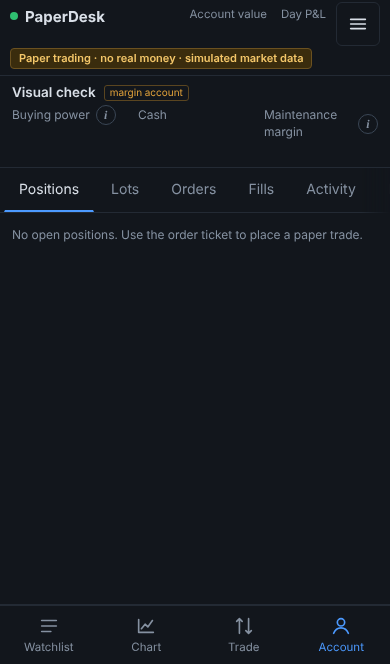 PaperDesk
Account value Day P&L
Paper trading · no real money · simulated market data
Visual check margin account
Buying power i Cash Maintenance margin i
Positions Lots Orders Fills Activity
No open positions. Use the order ticket to place a paper trade.
Watchlist Chart Trade Account